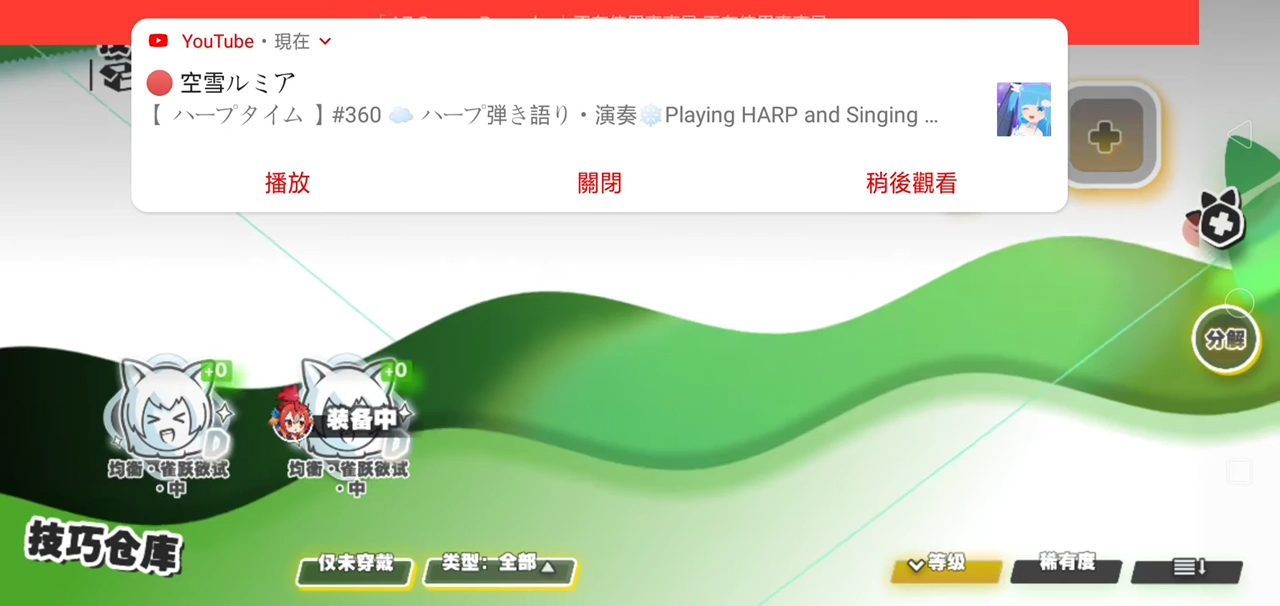 YouTube・現在
🔴 空雪ルミア
【 ハープタイム 】#360 ☁️ ハープ弾き語り・演奏❄️Playing HARP and Singing ...
播放
關閉
稍後觀看
分解
+0
+0
装备中
D
D
均衡・雀跃欲试・中
均衡・雀跃欲试・中
技巧仓库
仅未穿戴
类型：全部
等级
稀有度